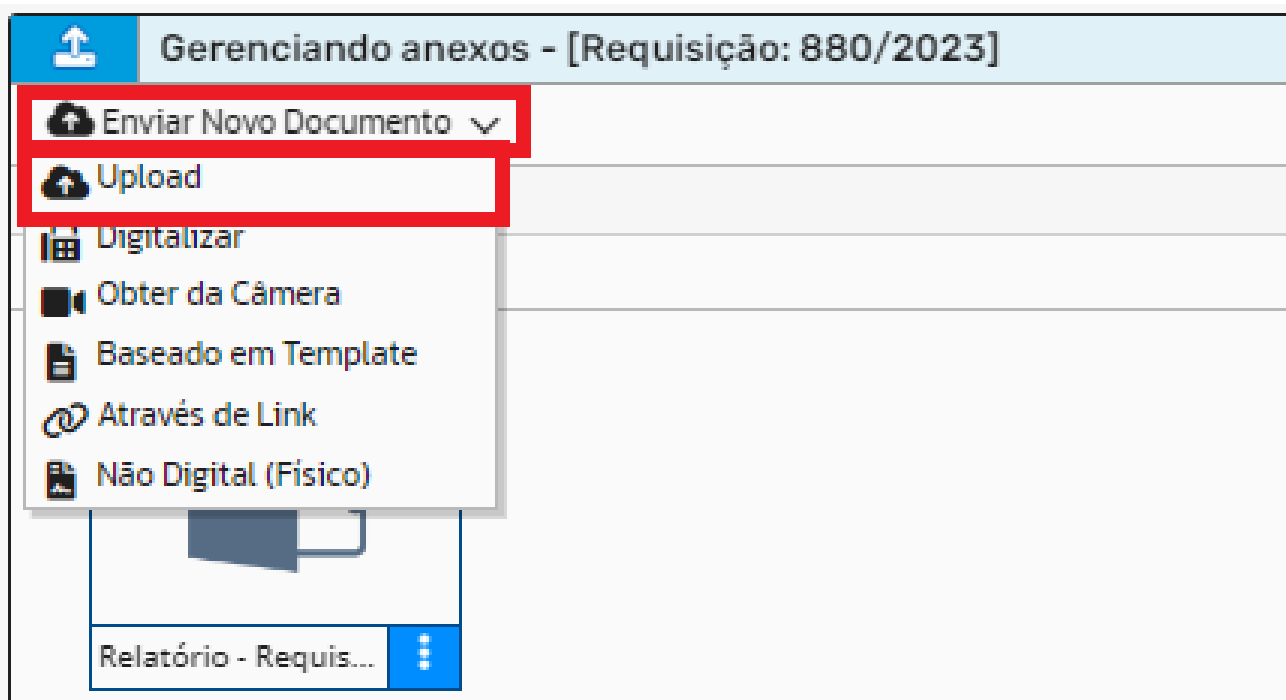 Gerenciando anexos - [Requisição: 880/2023]
Enviar Novo Documento
Upload
Digitalizar
Obter da Câmera
Baseado em Template
Através de Link
Não Digital (Físico)
Relatório - Requis...